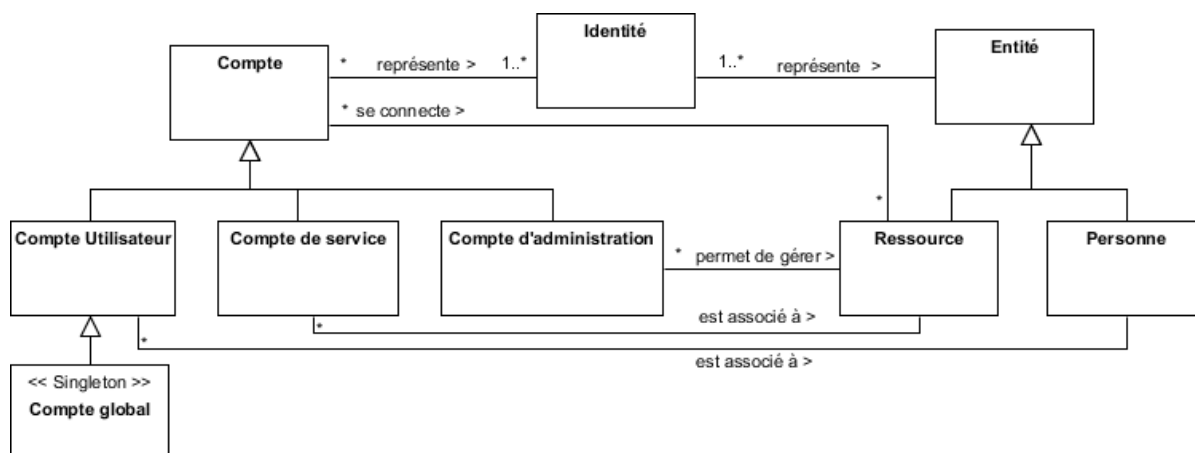 Identité
Entité
Compte
* représente > 1..*
1..* représente >
* se connecte >
*
Compte Utilisateur
Compte de service
Compte d'administration
Ressource
Personne
* permet de gérer >
est associé à >
*
*
est associé à >
<< Singleton >>
Compte global